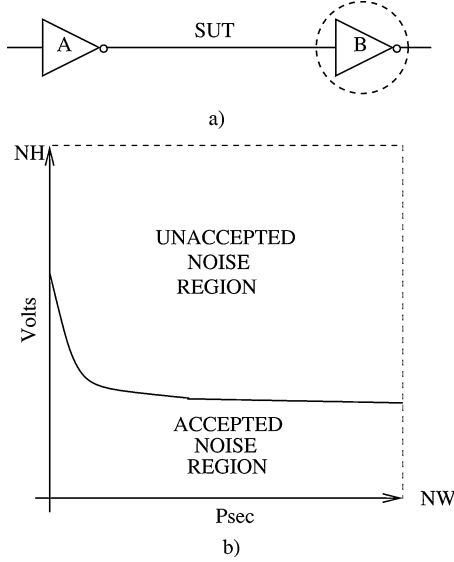 SUT
A
B
a)
NH
UNACCEPTED
NOISE
REGION
Volts
ACCEPTED
NOISE
REGION
NW
Psec
b)